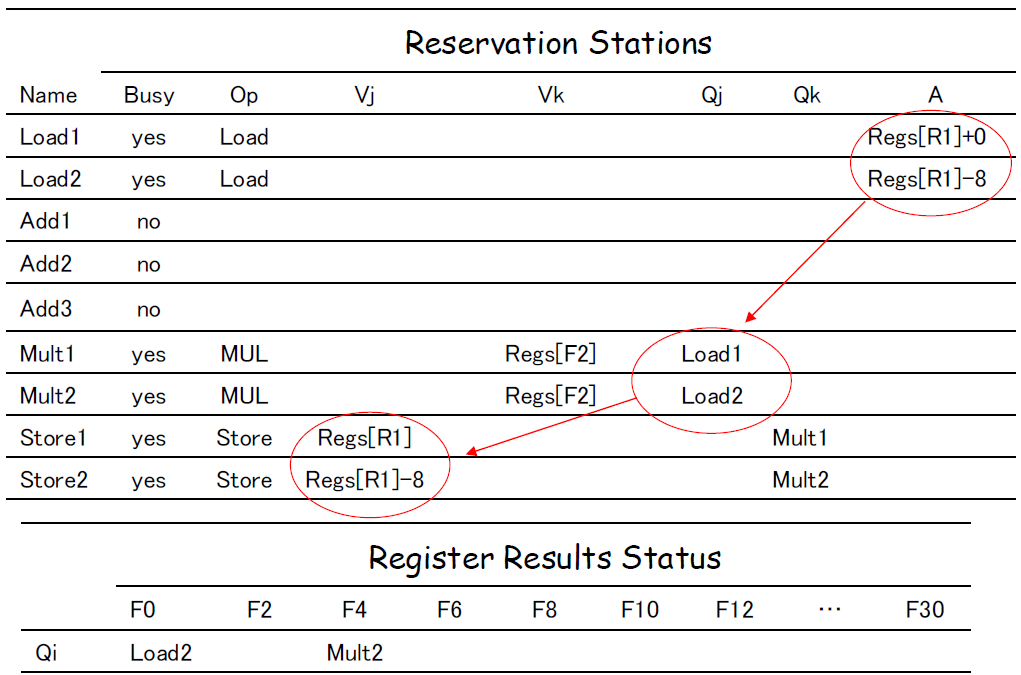 Reservation Stations
Name Busy Op Vj Vk Qj Qk A
Load1 yes Load Regs[R1]+0
Load2 yes Load Regs[R1]-8
Add1 no
Add2 no
Add3 no
Mult1 yes MUL Regs[F2] Load1
Mult2 yes MUL Regs[F2] Load2
Store1 yes Store Regs[R1] Mult1
Store2 yes Store Regs[R1]-8 Mult2
Register Results Status
F0 F2 F4 F6 F8 F10 F12 ⋯ F30
Qi Load2 Mult2